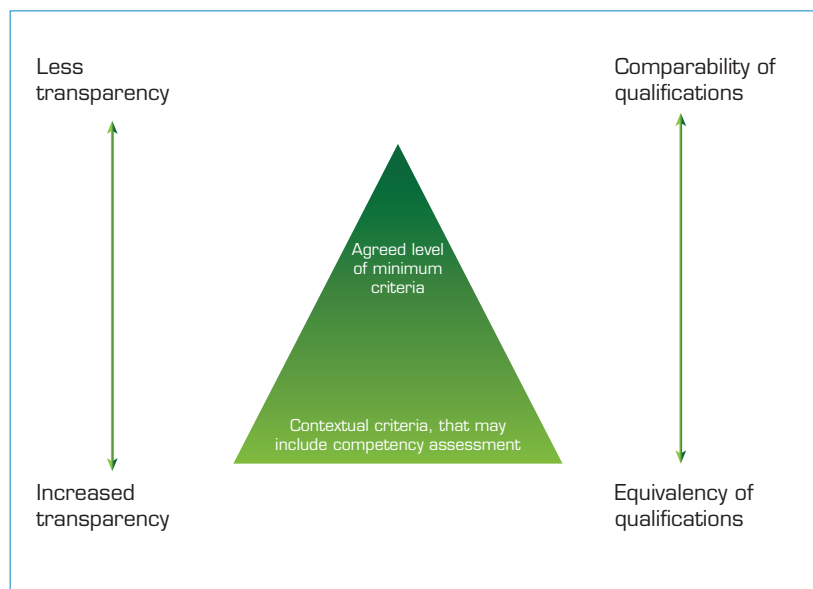 Less
transparency
Comparability of
qualifications
Agreed level
of minimum
criteria
Contextual criteria, that may
include competency assessment
Increased
transparency
Equivalency of
qualifications